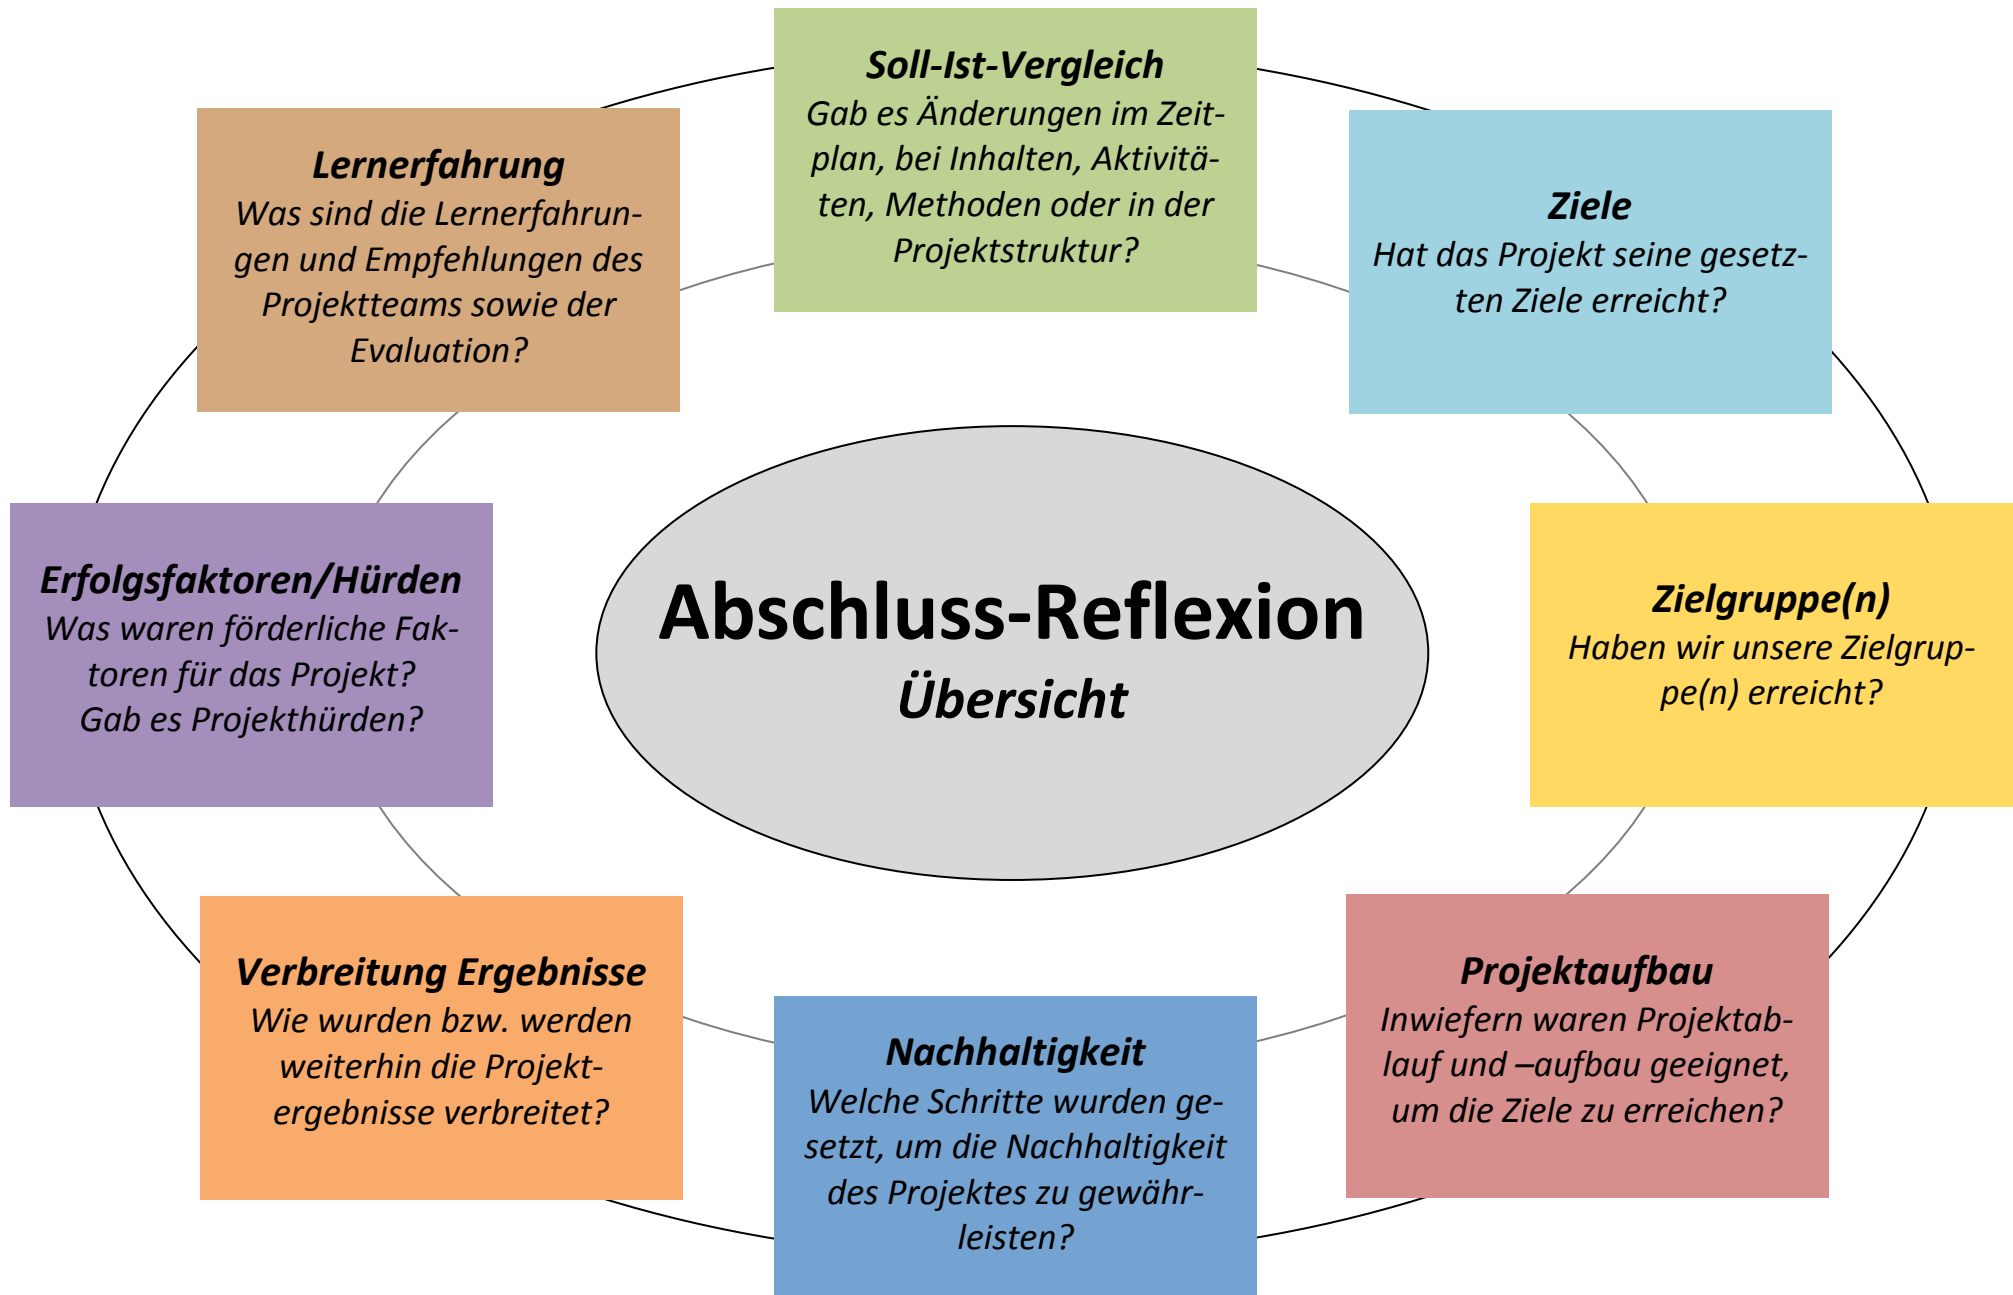 Soll-Ist-Vergleich
Gab es Änderungen im Zeit-
plan, bei Inhalten, Aktivitä-
ten, Methoden oder in der
Projektstruktur?
Ziele
Hat das Projekt seine gesetz-
ten Ziele erreicht?
Zielgruppe(n)
Haben wir unsere Zielgrup-
pe(n) erreicht?
Projektaufbau
Inwiefern waren Projektab-
lauf und –aufbau geeignet,
um die Ziele zu erreichen?
Nachhaltigkeit
Welche Schritte wurden ge-
setzt, um die Nachhaltigkeit
des Projektes zu gewähr-
leisten?
Verbreitung Ergebnisse
Wie wurden bzw. werden
weiterhin die Projekt-
ergebnisse verbreitet?
Erfolgsfaktoren/Hürden
Was waren förderliche Fak-
toren für das Projekt?
Gab es Projekthürden?
Lernerfahrung
Was sind die Lernerfahrun-
gen und Empfehlungen des
Projektteams sowie der
Evaluation?
Abschluss-Reflexion
Übersicht